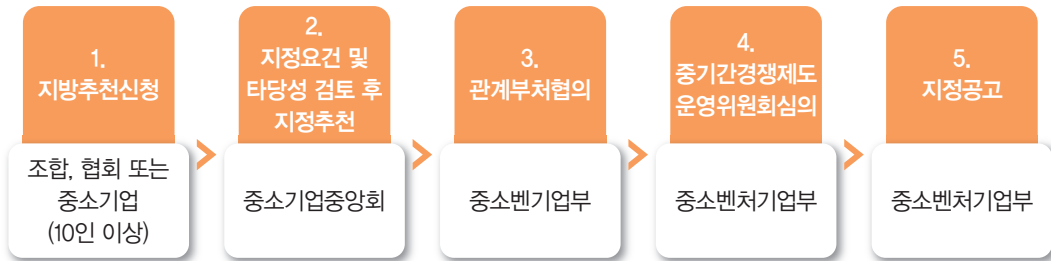 1.
지방추천신청
조합, 협회 또는
중소기업
(10인 이상)
2.
지정요건 및
타당성 검토 후
지정추천
중소기업중앙회
3.
관계부처협의
중소벤기업부
4.
중기간경쟁제도
운영위원회심의
중소벤처기업부
5.
지정공고
중소벤처기업부